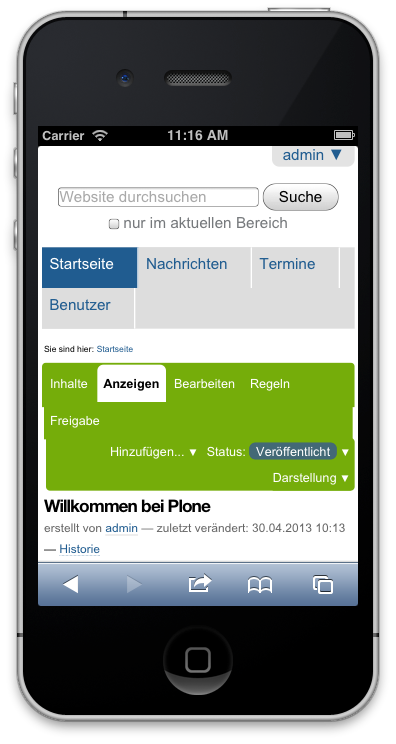 Carrier 11:16 AM
admin ▼
Website durchsuchen Suche
nur im aktuellen Bereich
Startseite Nachrichten Termine
Benutzer
Sie sind hier: Startseite
Inhalte Anzeigen Bearbeiten Regeln
Freigabe
Hinzufügen... ▼ Status: Veröffentlicht ▼
Darstellung ▼
Willkommen bei Plone
erstellt von admin — zuletzt verändert: 30.04.2013 10:13
— Historie